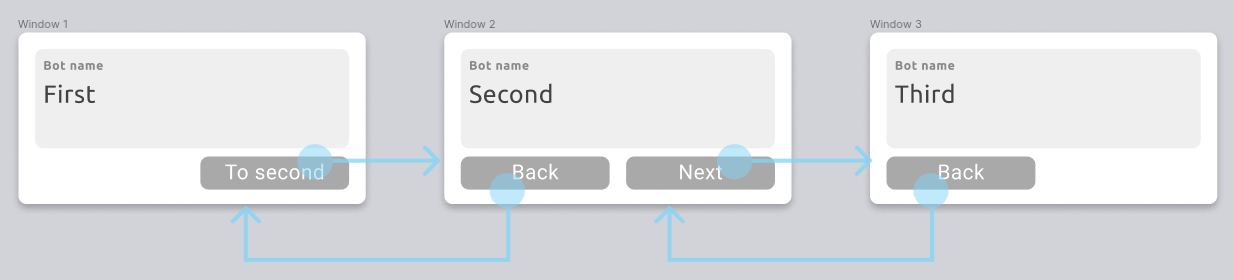 Window 1
Bot name
First
To second
Window 2
Bot name
Second
Back
Next
Window 3
Bot name
Third
Back